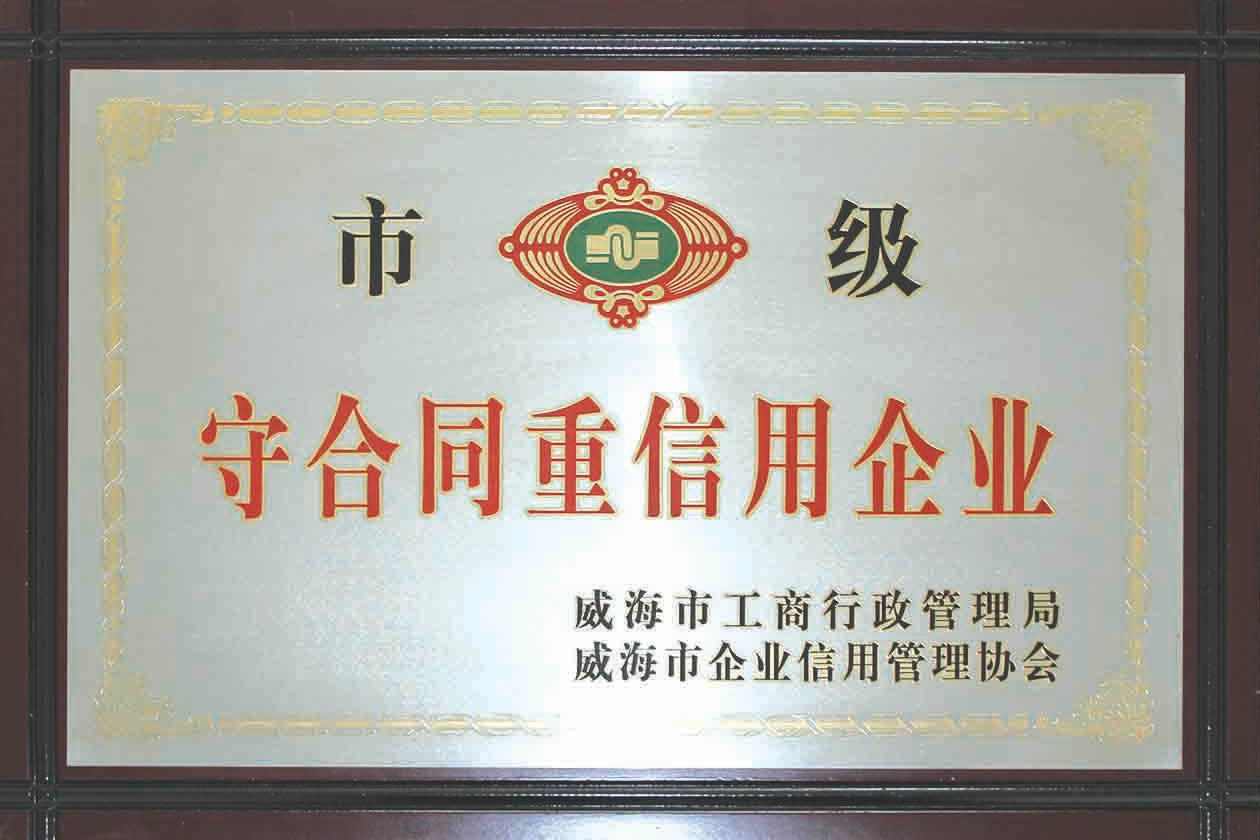 市 级
守合同重信用企业
威海市工商行政管理局
威海市企业信用管理协会